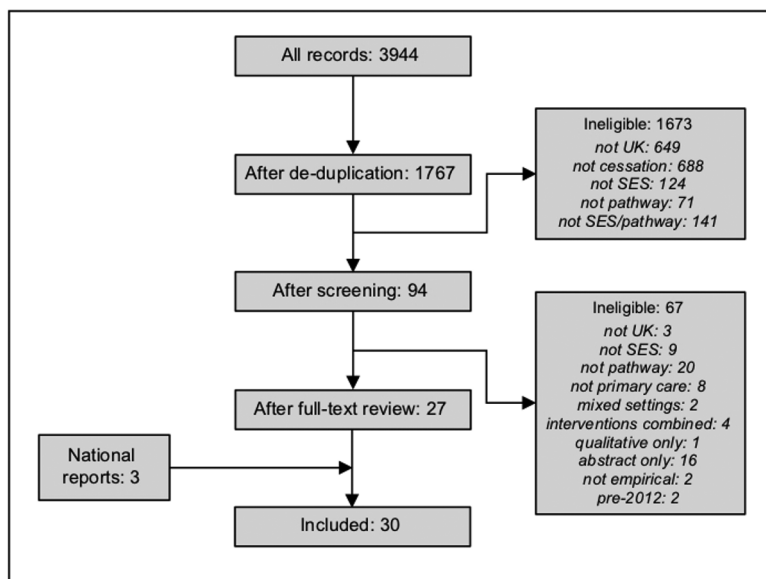 All records: 3944
After de-duplication: 1767
Ineligible: 1673
not UK: 649
not cessation: 688
not SES: 124
not pathway: 71
not SES/pathway: 141
After screening: 94
Ineligible: 67
not UK: 3
not SES: 9
not pathway: 20
not primary care: 8
mixed settings: 2
interventions combined: 4
qualitative only: 1
abstract only: 16
not empirical: 2
pre-2012: 2
After full-text review: 27
National
reports: 3
Included: 30